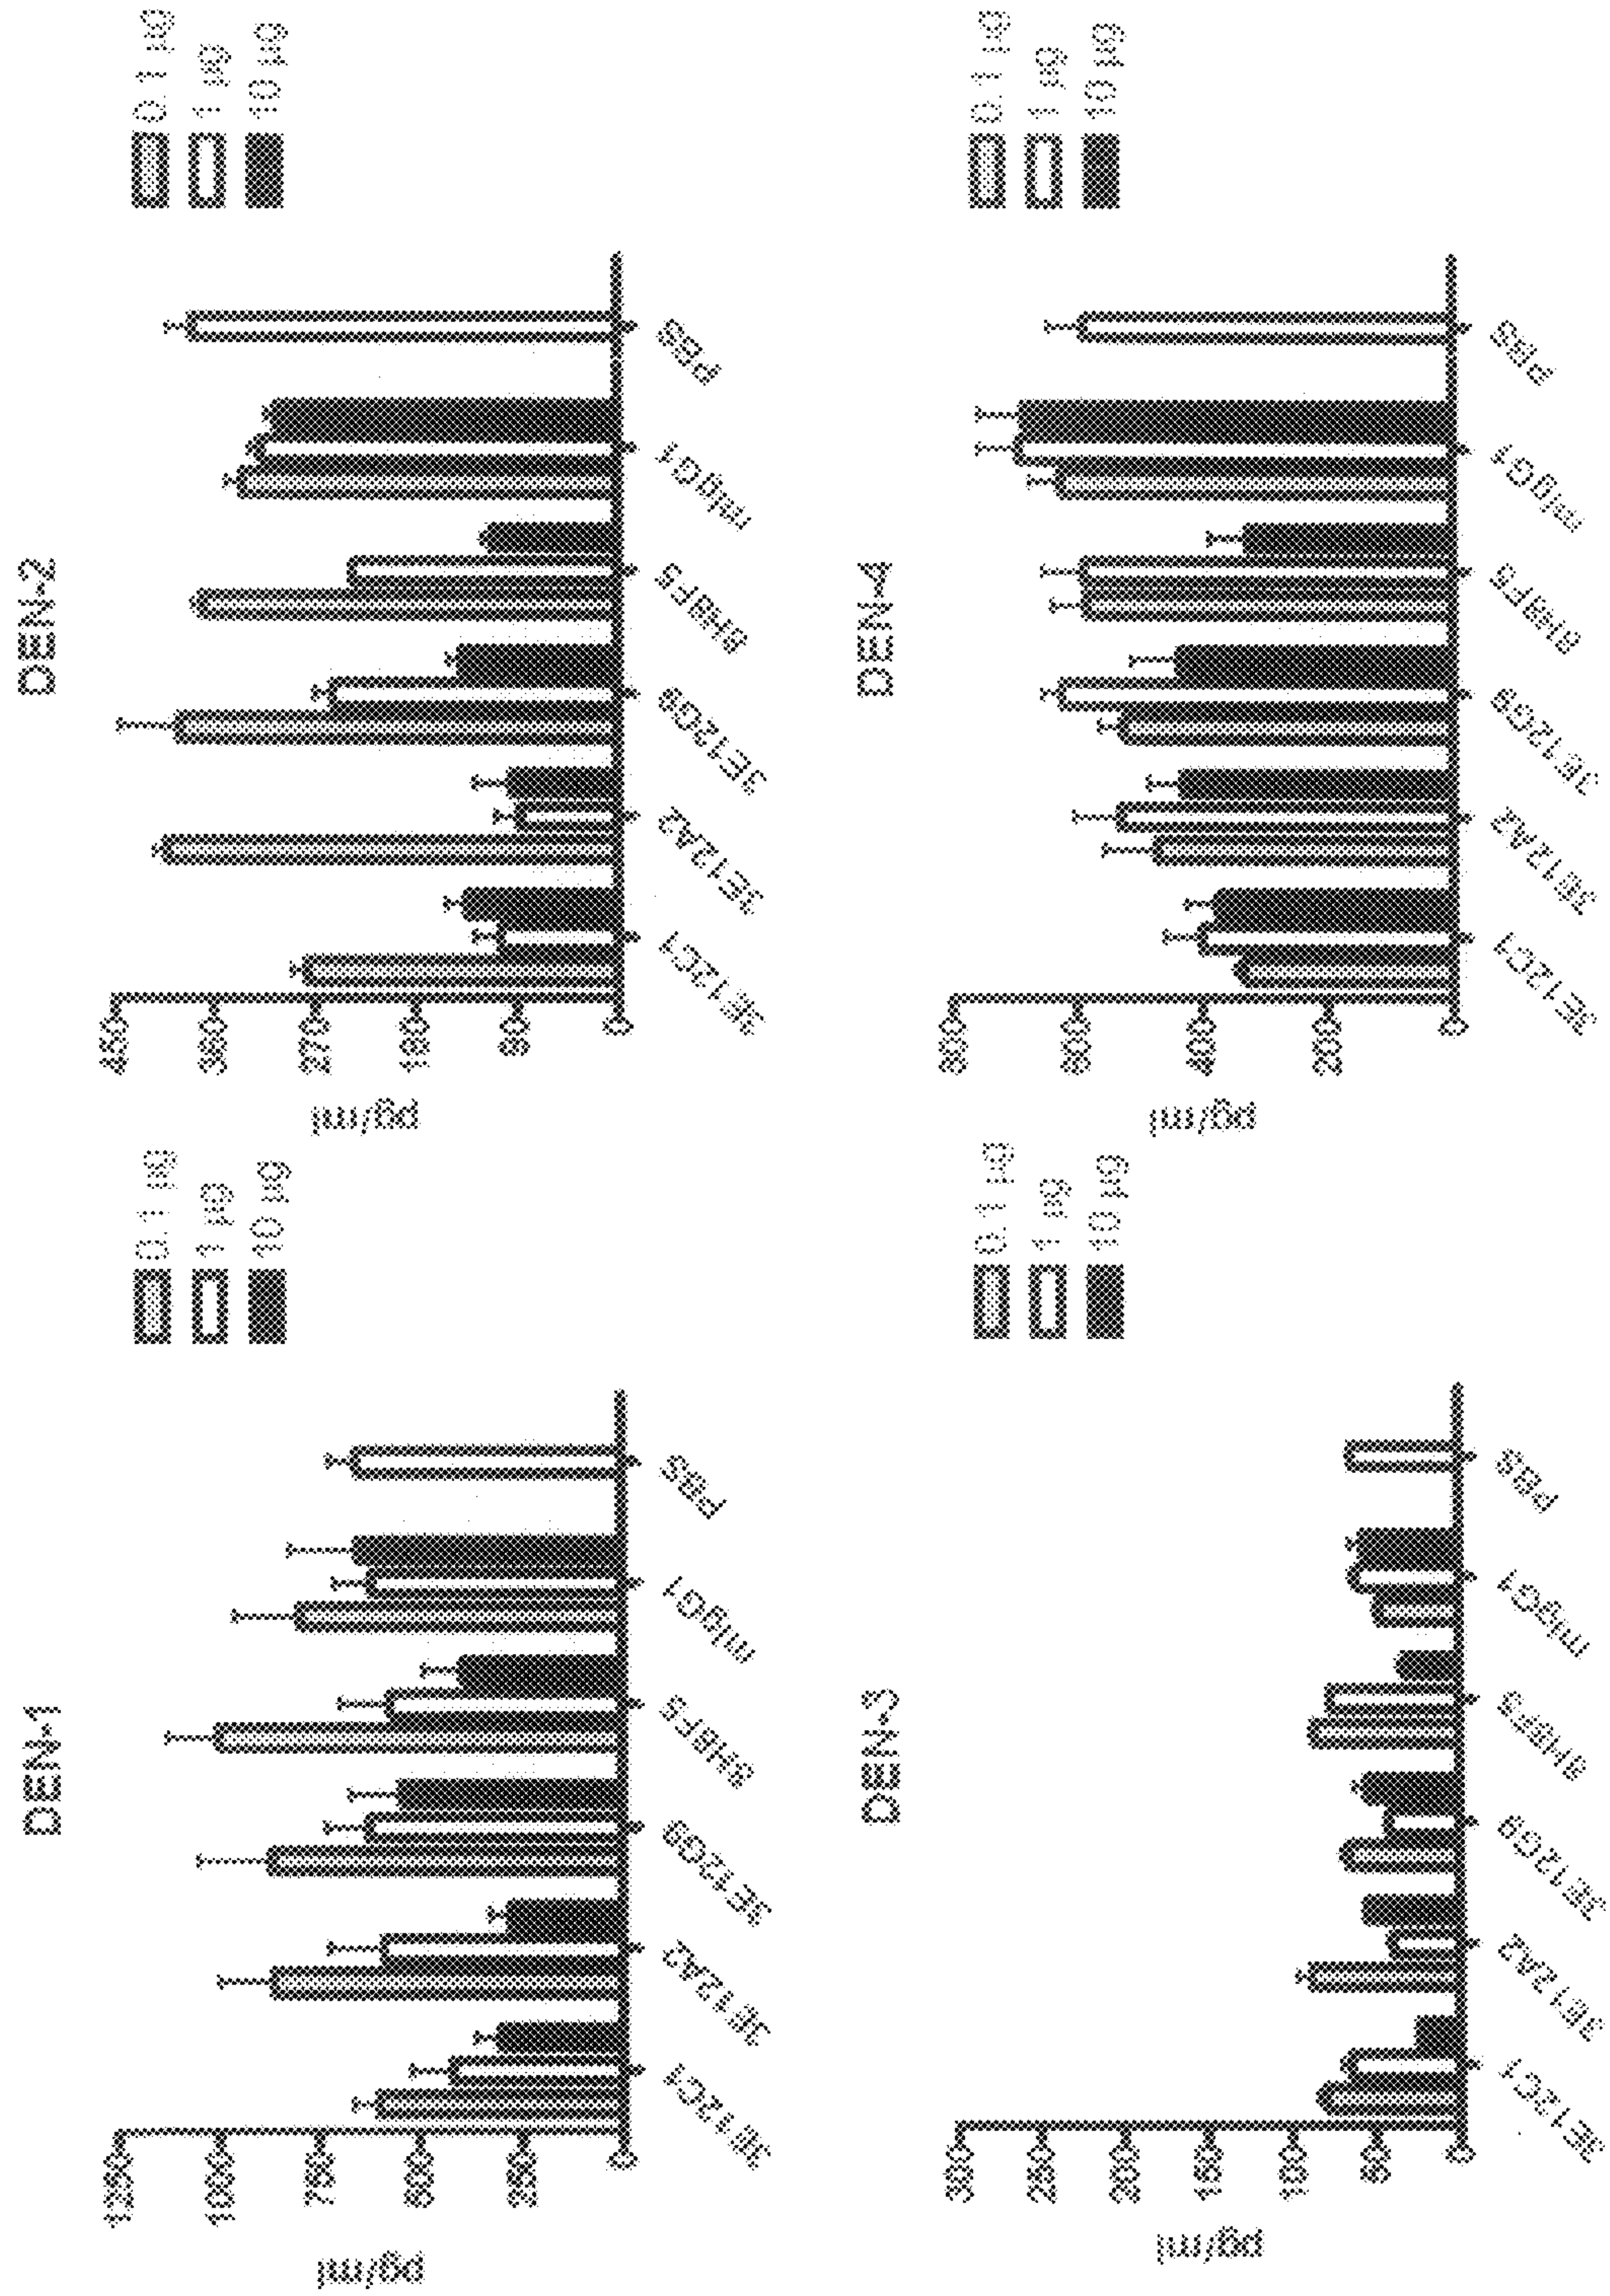 DEN-1
pg/ml
1250
1000
750
500
250
0
3E12C1
3E12A2
3E12G9
mIgG1
PBS
0.1 µg
1 µg
10 µg
DEN-2
pg/ml
450
360
270
180
90
0
3E12C1
3E12A2
3E12G9
mIgG1
PBS
0.1 µg
1 µg
10 µg
DEN-3
pg/ml
300
250
200
150
100
50
0
3E12C1
3E12A2
3E12G9
mIgG1
PBS
0.1 µg
1 µg
10 µg
DEN-4
pg/ml
800
600
400
200
0
3E12C1
3E12A2
3E12G9
mIgG1
PBS
0.1 µg
1 µg
10 µg